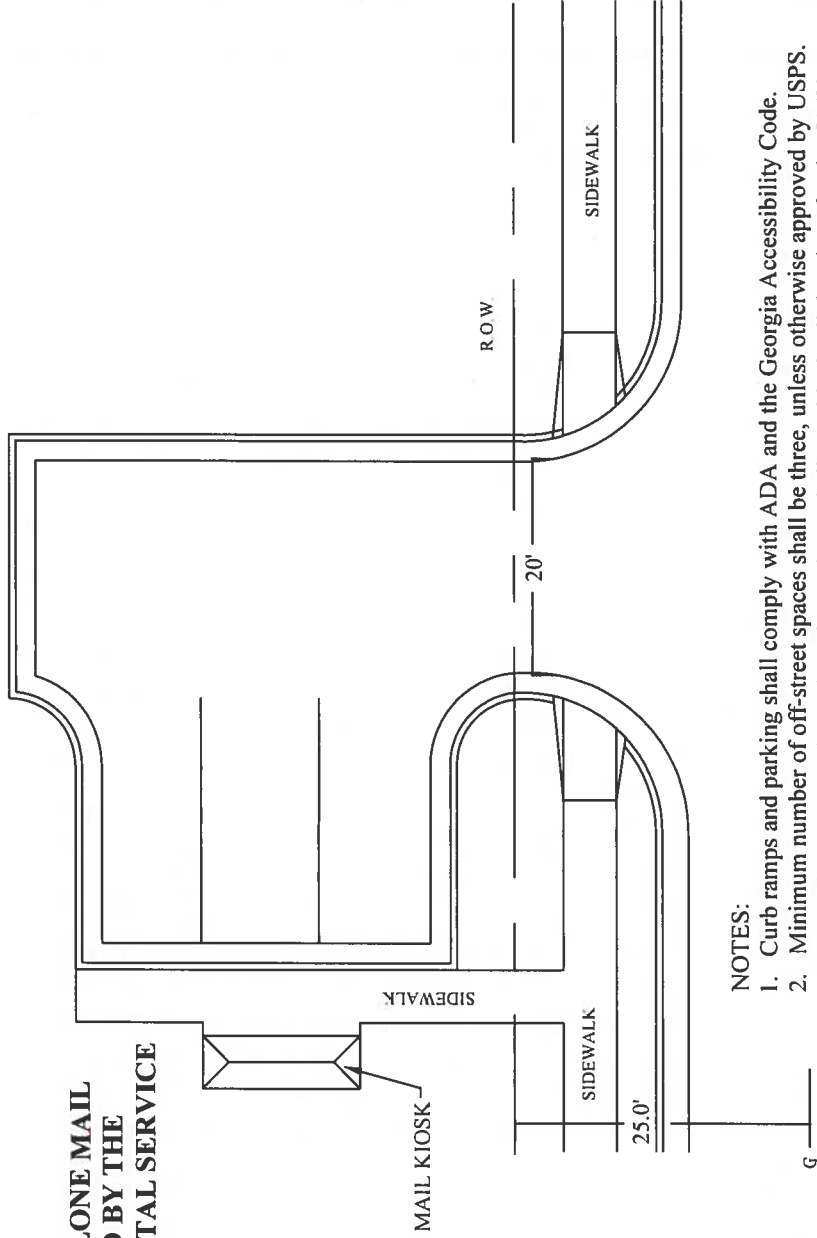 LONE MAIL
BY THE
TAL SERVICE
R.O.W.
SIDEWALK
20'
SIDEWALK
MAIL KIOSK
SIDEWALK
25.0'
G
NOTES:
1. Curb ramps and parking shall comply with ADA and the Georgia Accessibility Code.
2. Minimum number of off-street spaces shall be three, unless otherwise approved by USPS.